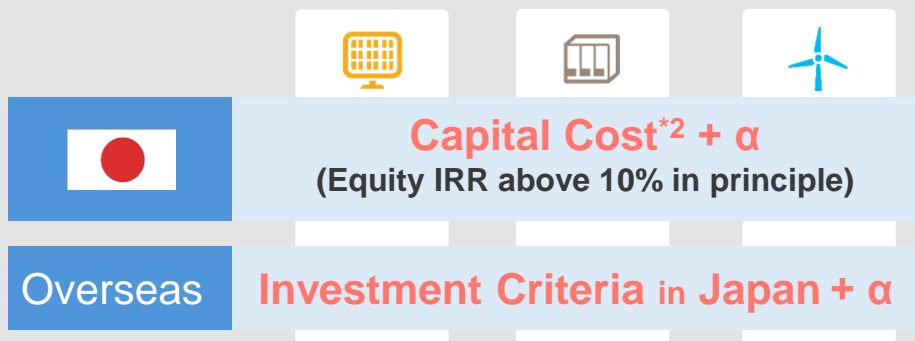 Capital Cost*2 + α
(Equity IRR above 10% in principle)
Overseas
Investment Criteria in Japan + α